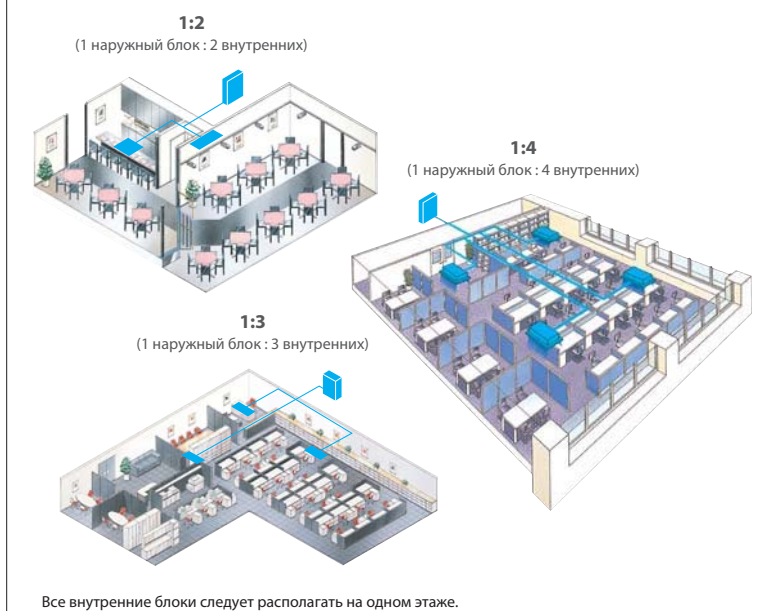 1:2
(1 наружный блок : 2 внутренних)
1:4
(1 наружный блок : 4 внутренних)
1:3
(1 наружный блок : 3 внутренних)
Все внутренние блоки следует располагать на одном этаже.